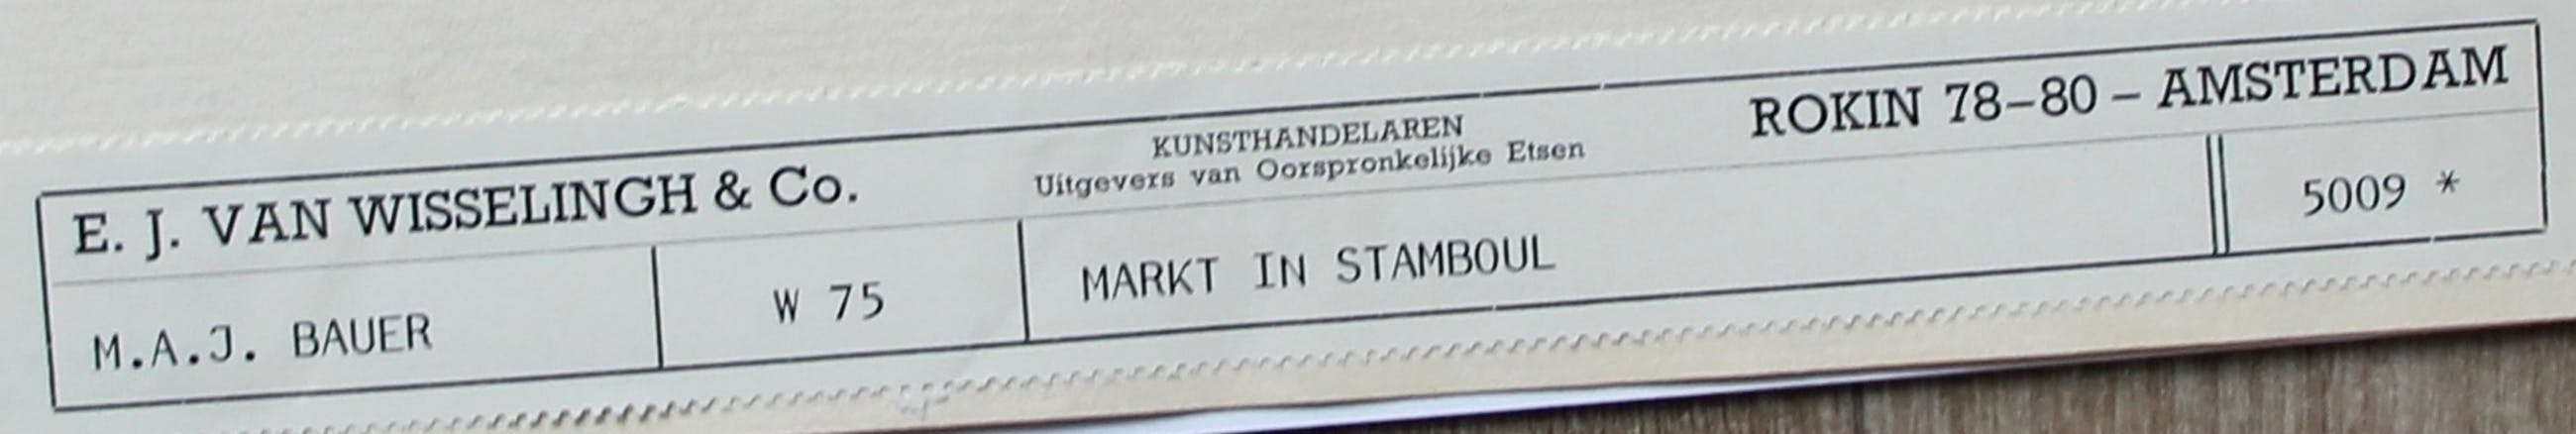 E. J. VAN WISSELINGH & Co.
KUNSTHANDELAREN
Uitgevers van Oorspronkelijke Etsen
ROKIN 78–80 – AMSTERDAM
M.A.J. BAUER
W 75
MARKT IN STAMBOUL
5009 *